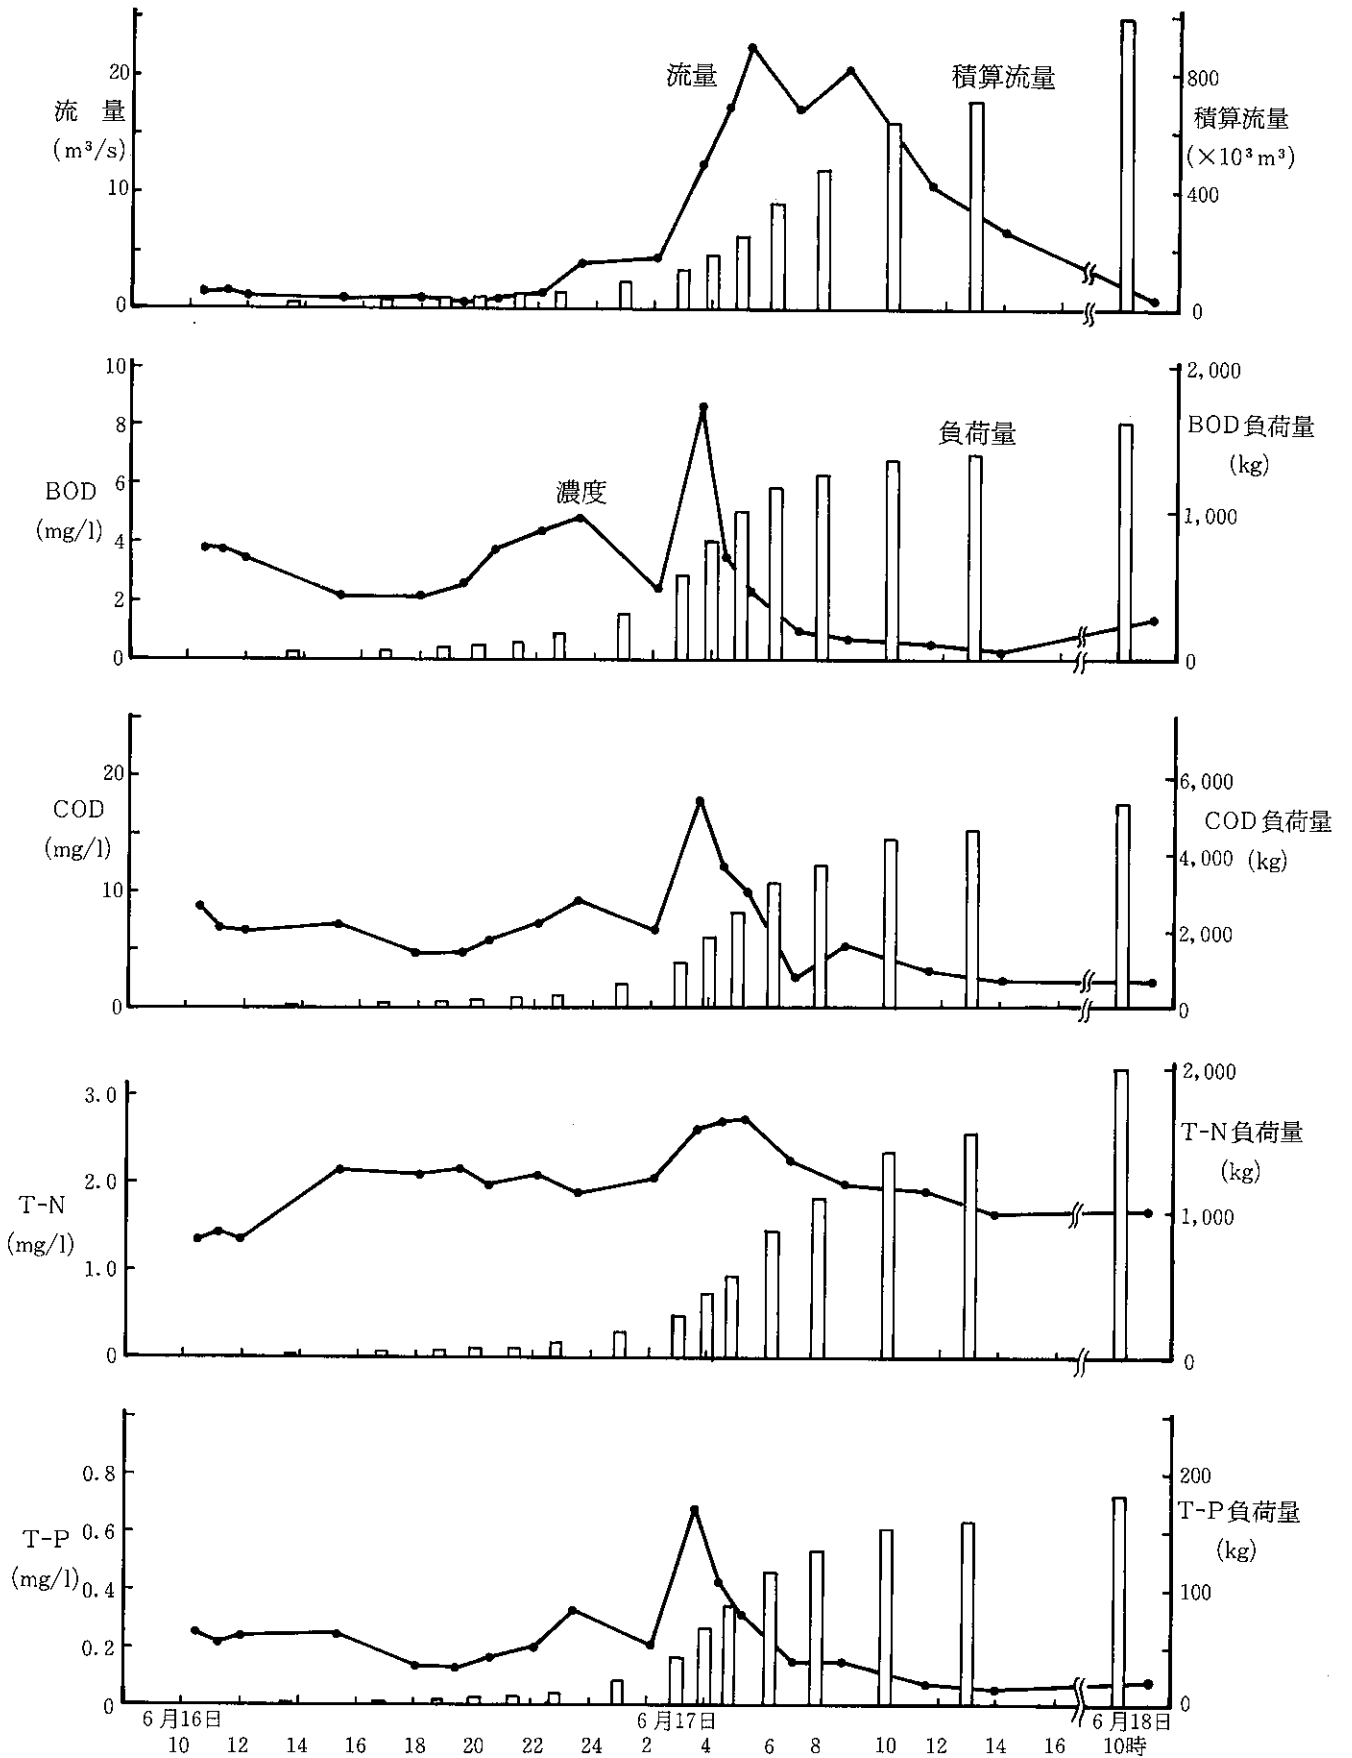 流量
(m³/s)
20
10
0
流量
積算流量
800
400
0
積算流量
(×10³m³)
BOD
(mg/l)
10
8
6
4
2
0
濃度
負荷量
2,000
1,000
0
BOD負荷量
(kg)
COD
(mg/l)
20
10
0
6,000
4,000
2,000
0
COD負荷量
(kg)
T-N
(mg/l)
3.0
2.0
1.0
0
2,000
1,000
0
T-N負荷量
(kg)
T-P
(mg/l)
0.8
0.6
0.4
0.2
0
200
100
0
T-P負荷量
(kg)
6月16日 6月17日 6月18日
10 12 14 16 18 20 22 24 2 4 6 8 10 12 14 16 10時